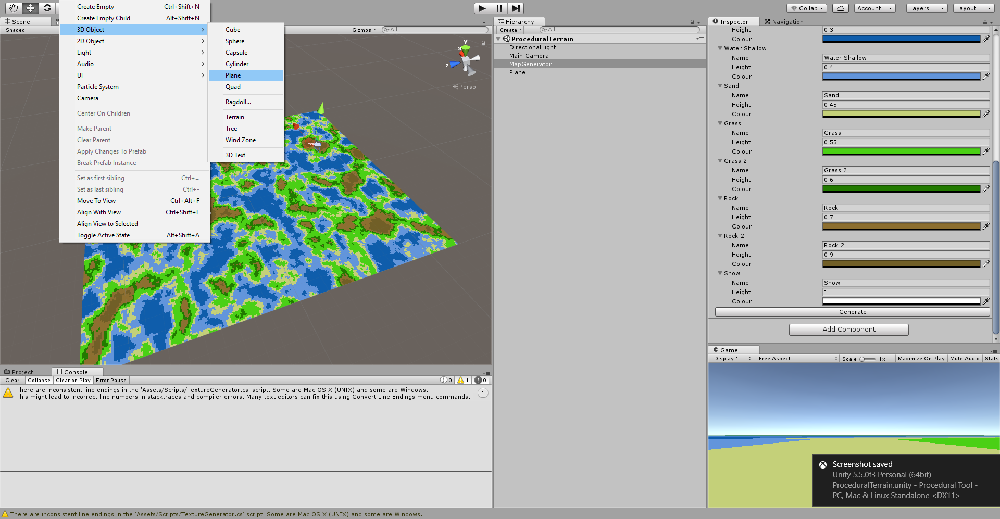 Collab
Account
Layers
Layout
Create Empty Ctrl+Shift+N
Create Empty Child Alt+Shift+N
3D Object
2D Object
Light
Audio
UI
Particle System
Camera
Center On Children
Make Parent
Clear Parent
Apply Changes To Prefab
Break Prefab Instance
Set as first sibling Ctrl+=
Set as last sibling Ctrl+-
Move To View Ctrl+Alt+F
Align With View Ctrl+Shift+F
Align View to Selected
Toggle Active State Alt+Shift+A
Cube
Sphere
Capsule
Cylinder
Plane
Quad
Ragdoll...
Terrain
Tree
Wind Zone
3D Text
Scene
Shaded
Gizmos All
y
x
z
Persp
Hierarchy
Create All
ProceduralTerrain
Directional light
Main Camera
MapGenerator
Plane
Inspector Navigation
Height 0.3
Colour
Water Shallow
Name Water Shallow
Height 0.4
Colour
Sand
Name Sand
Height 0.45
Colour
Grass
Name Grass
Height 0.55
Colour
Grass 2
Name Grass 2
Height 0.6
Colour
Rock
Name Rock
Height 0.7
Colour
Rock 2
Name Rock 2
Height 0.9
Colour
Snow
Name Snow
Height 1
Colour
Generate
Add Component
Game
Display 1 Free Aspect Scale 1x Maximize On Play Mute Audio Stats
Project Console
Clear Collapse Clear on Play Error Pause 0 1 0
There are inconsistent line endings in the 'Assets/Scripts/TextureGenerator.cs' script. Some are Mac OS X (UNIX) and some are Windows.
This might lead to incorrect line numbers in stacktraces and compiler errors. Many text editors can fix this using Convert Line Endings menu commands.
1
Screenshot saved
Unity 5.5.0f3 Personal (64bit) -
ProceduralTerrain.unity - Procedural Tool -
PC, Mac & Linux Standalone <DX11>
There are inconsistent line endings in the 'Assets/Scripts/TextureGenerator.cs' script. Some are Mac OS X (UNIX) and some are Windows.